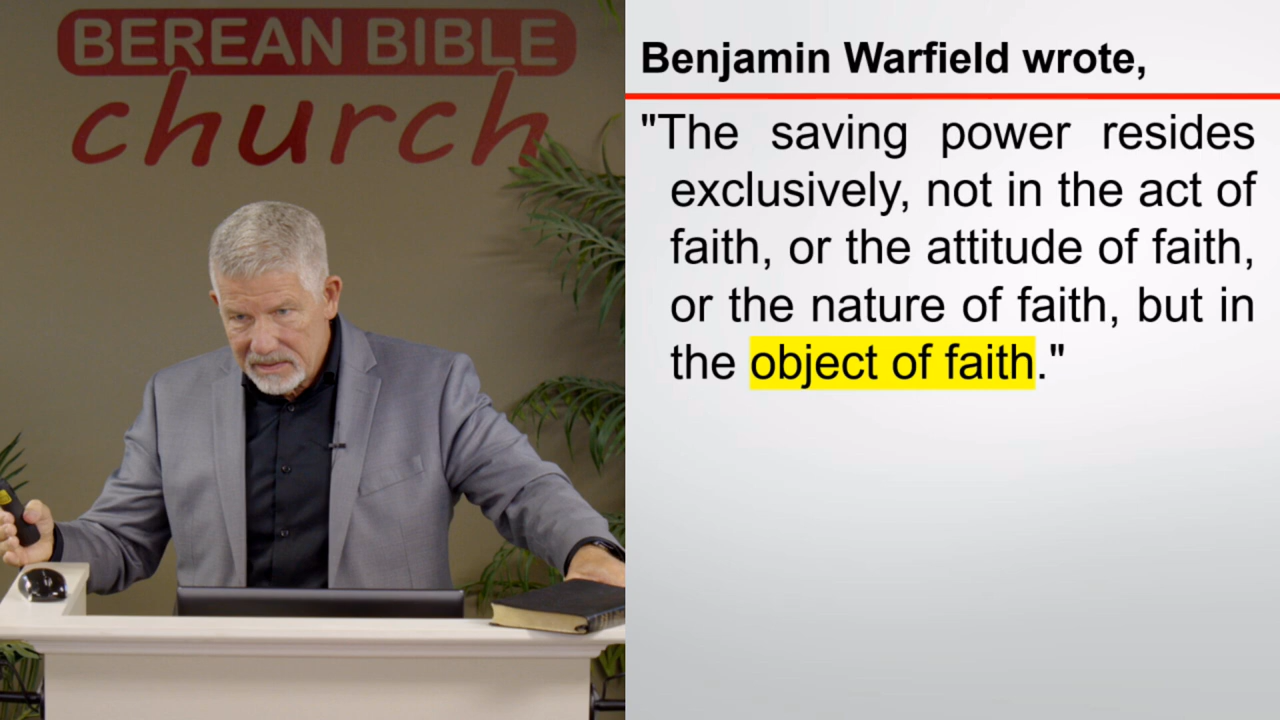 BEREAN BIBLE
church
Benjamin Warfield wrote,
"The saving power resides
exclusively, not in the act of
faith, or the attitude of faith,
or the nature of faith, but in
the object of faith."